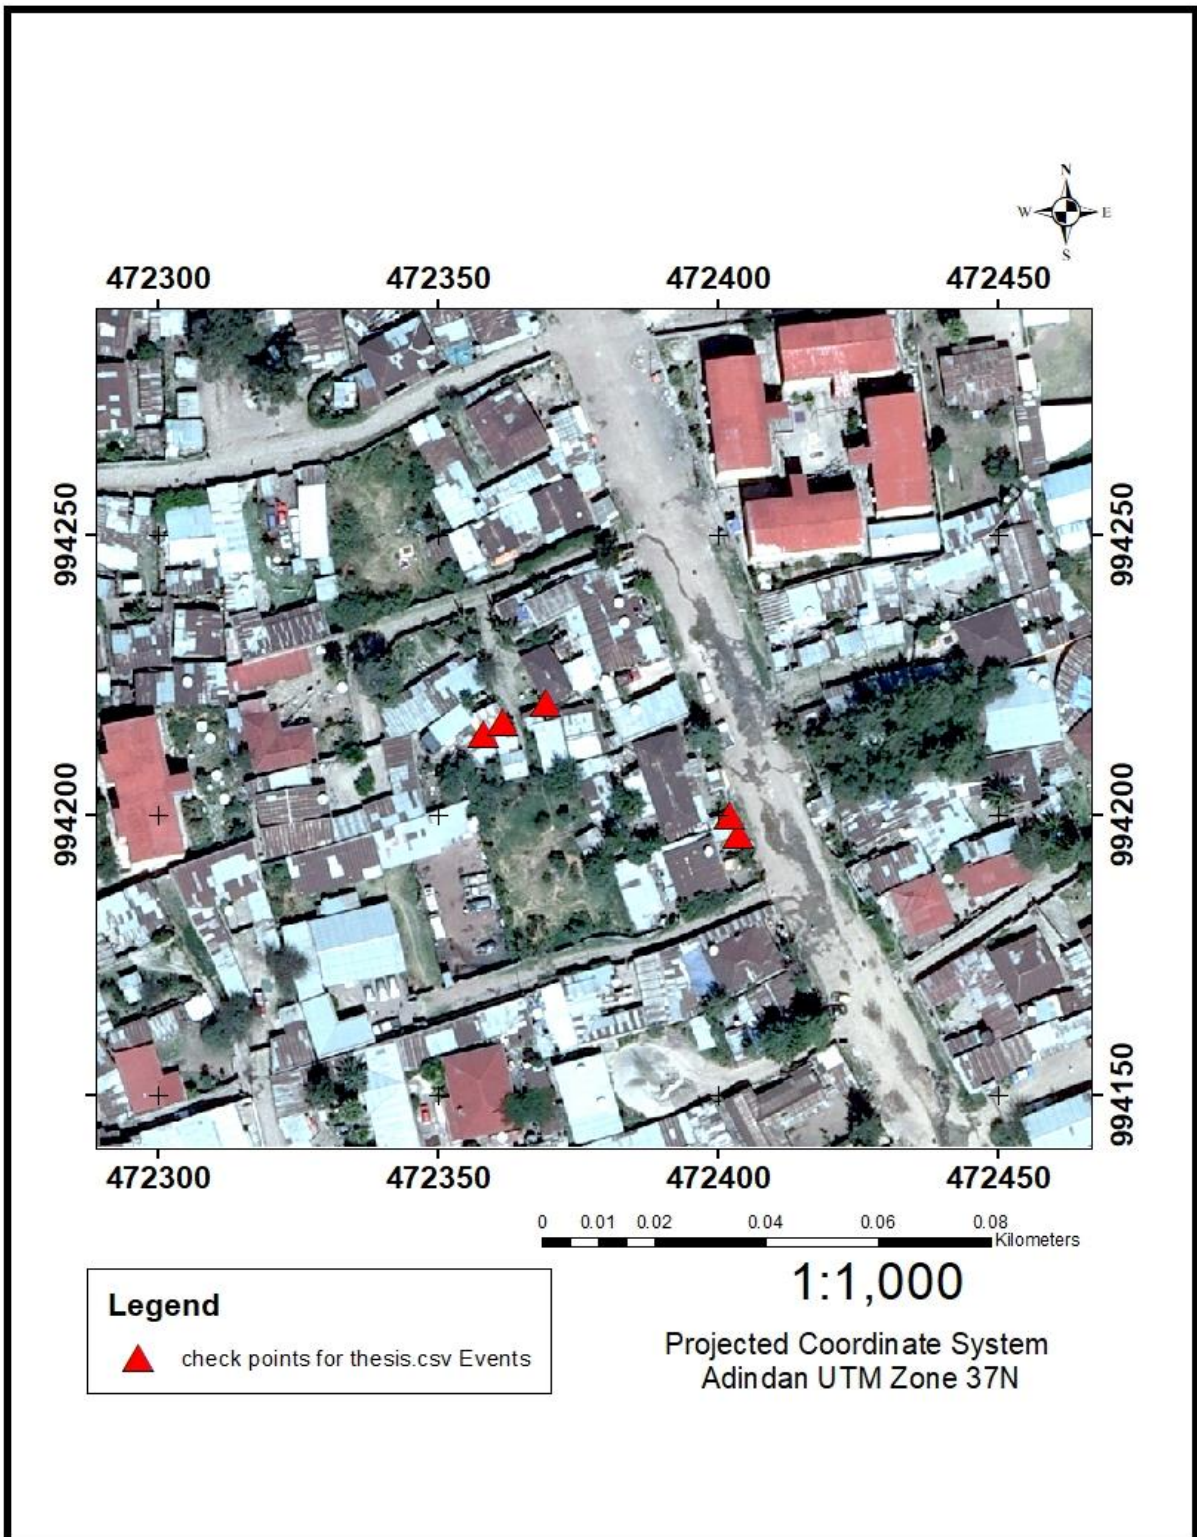 N
W E
S
472300 472350 472400 472450
994250 994250
994200 994200
994150
472300 472350 472400 472450
0 0.01 0.02 0.04 0.06 0.08
Kilometers
1:1,000
Legend
check points for thesis.csv Events
Projected Coordinate System
Adindan UTM Zone 37N